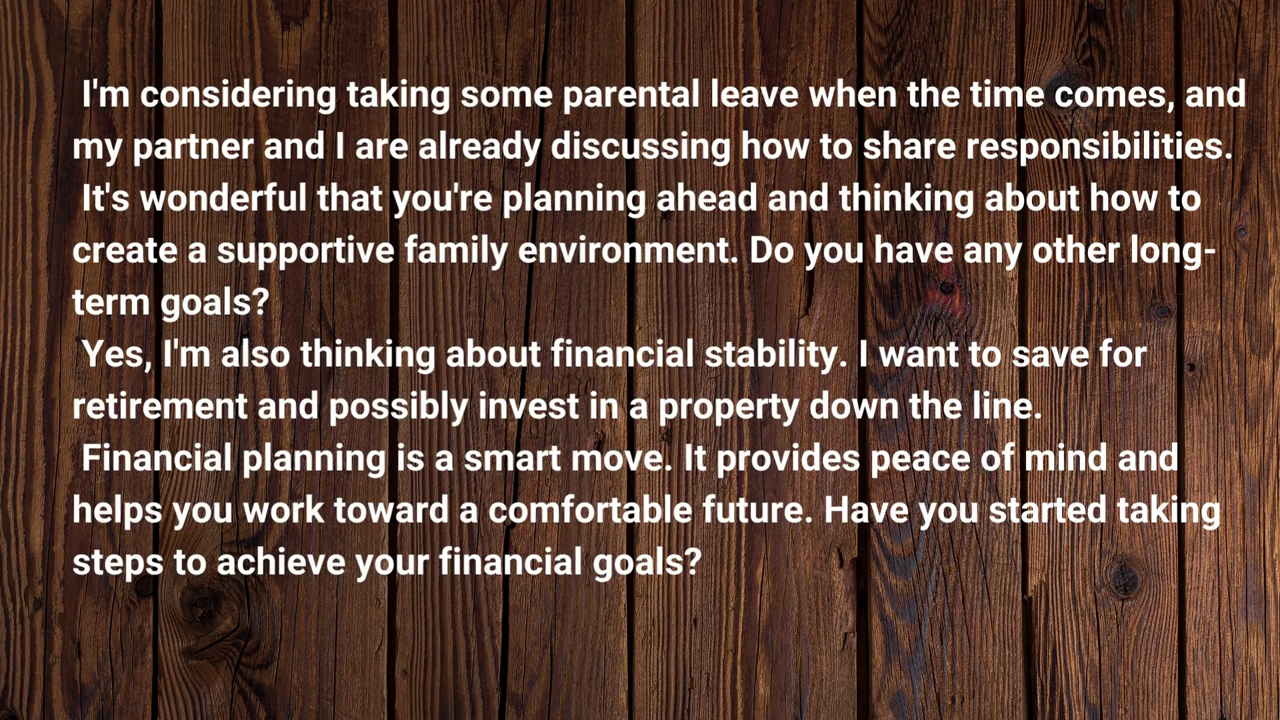 I'm considering taking some parental leave when the time comes, and
my partner and I are already discussing how to share responsibilities.
It's wonderful that you're planning ahead and thinking about how to
create a supportive family environment. Do you have any other long-
term goals?
Yes, I'm also thinking about financial stability. I want to save for
retirement and possibly invest in a property down the line.
Financial planning is a smart move. It provides peace of mind and
helps you work toward a comfortable future. Have you started taking
steps to achieve your financial goals?